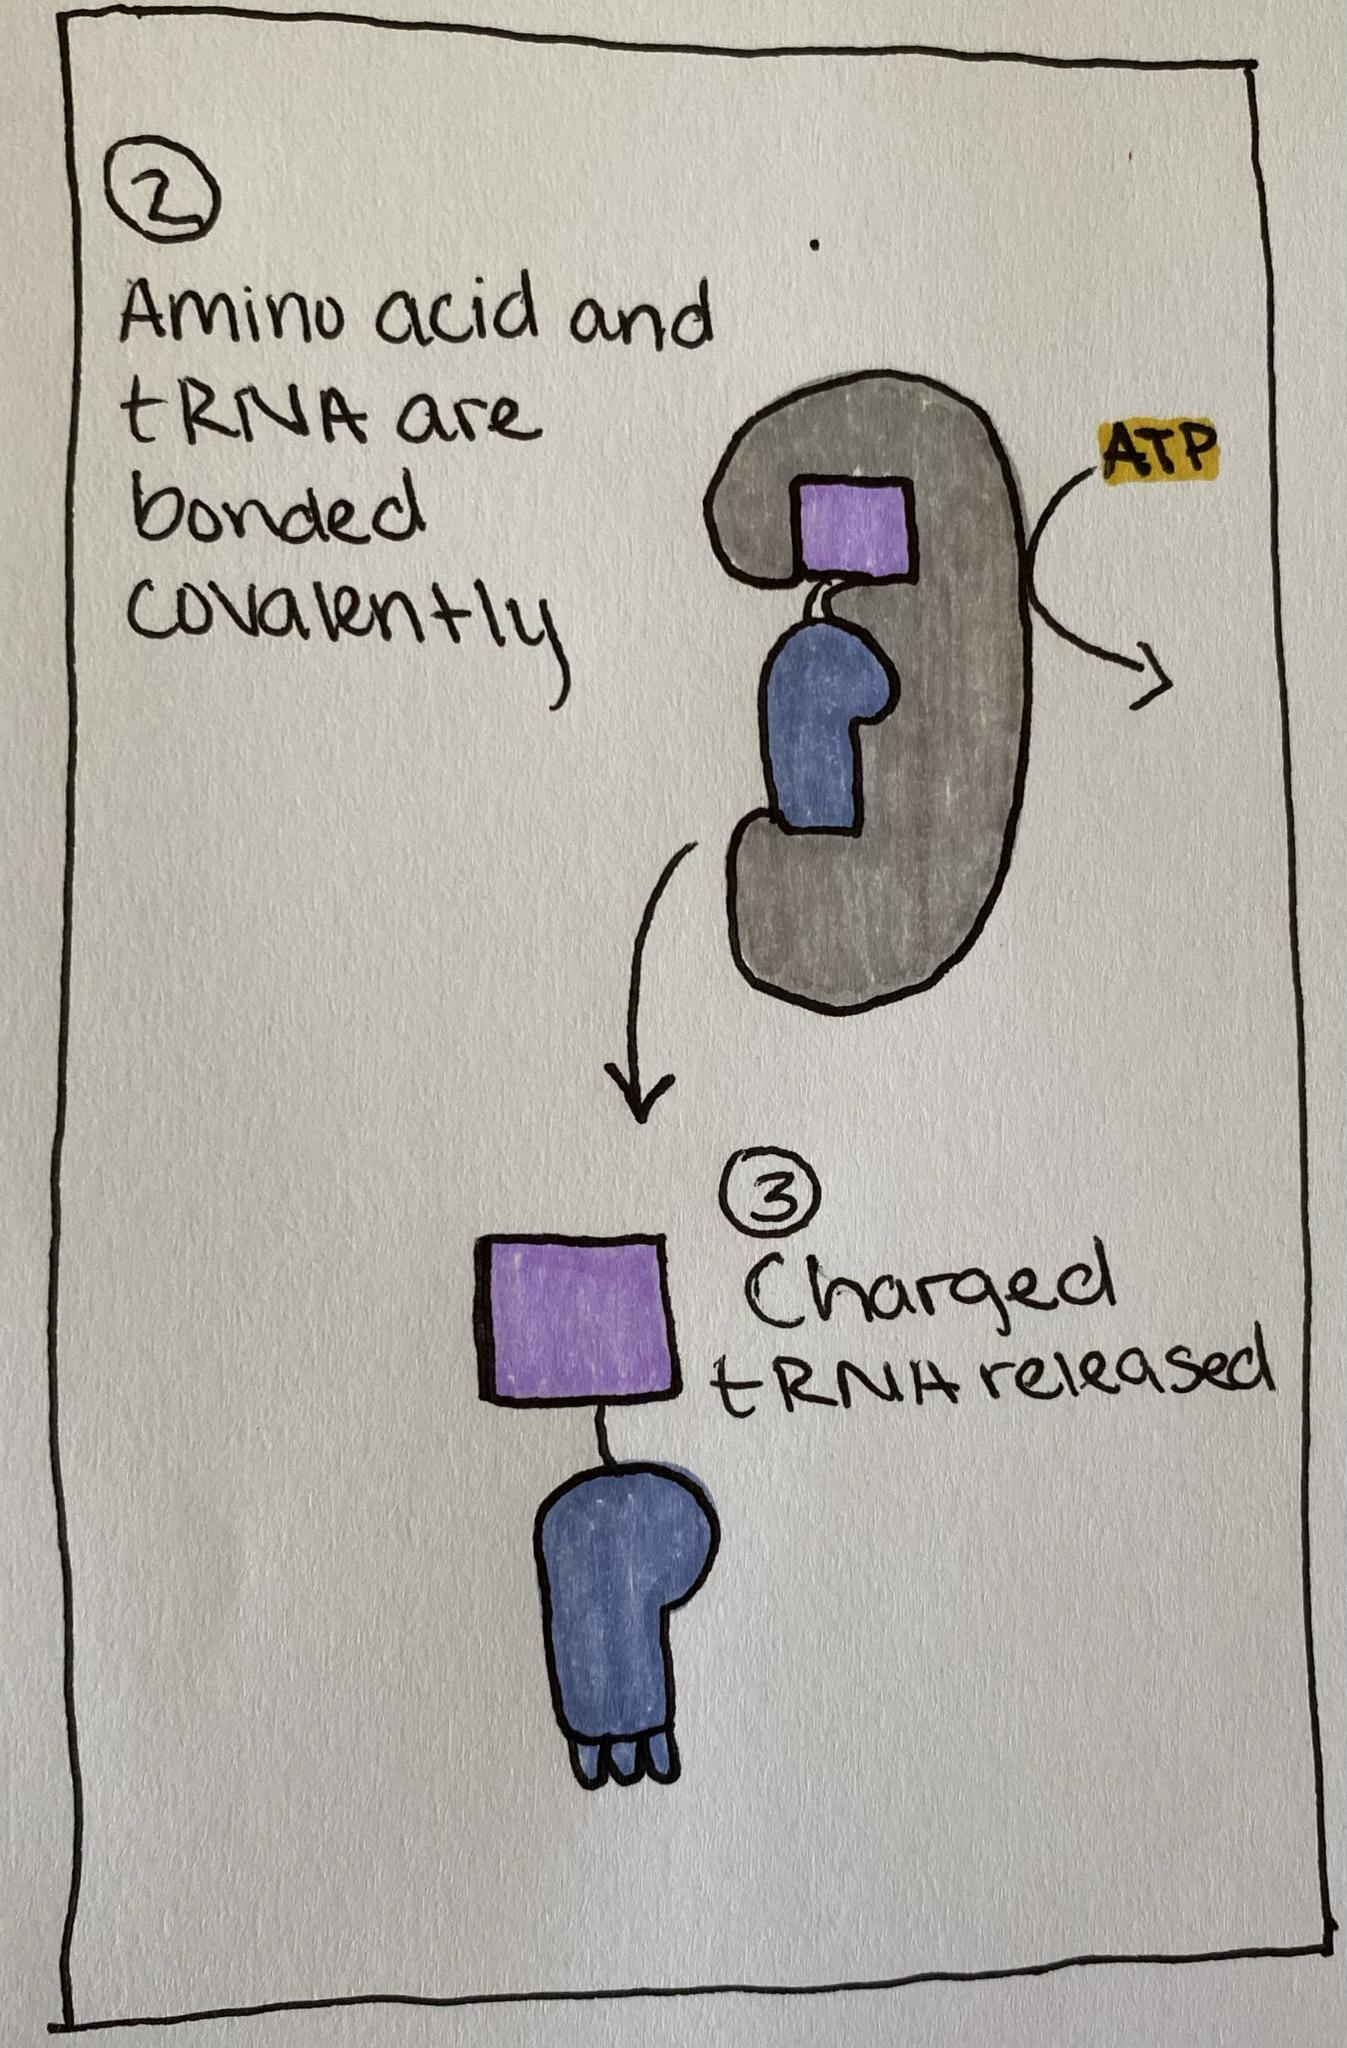 2
Amino acid and
tRNA are
bonded
covalently
ATP
3
Charged
tRNA released